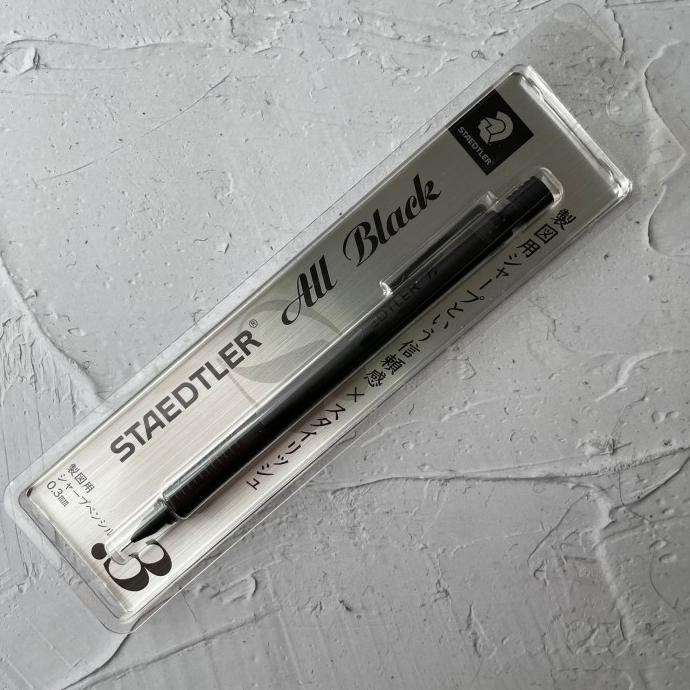 STAEDTLER
STAEDTLER® All Black
製図用シャープという信頼感×スタイリッシュ
製図用
シャープペンシル
0.3mm
.3